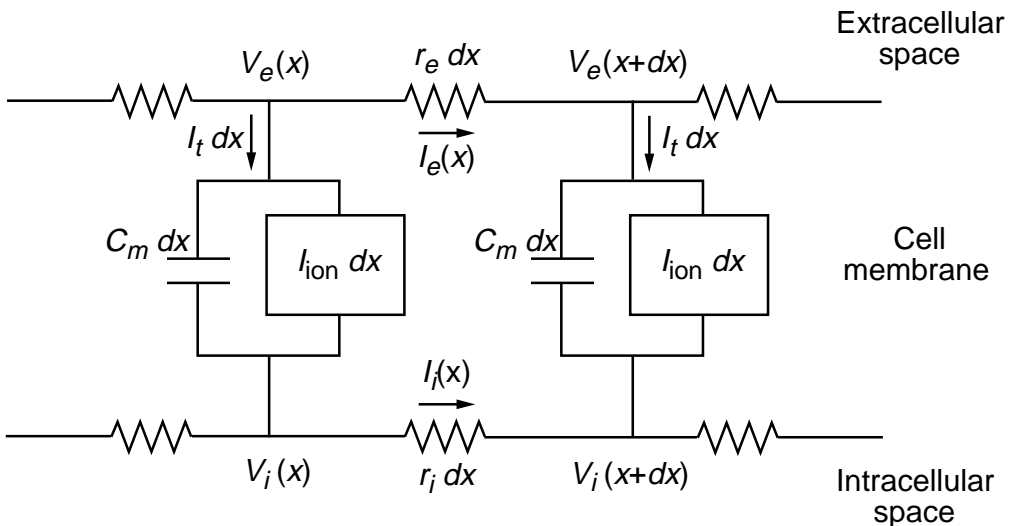 Extracellular
space
V_e(x)
r_e dx
V_e(x+dx)
I_t dx
I_e(x)
I_t dx
C_m dx
I_ion dx
C_m dx
I_ion dx
Cell
membrane
I_i(x)
V_i(x)
r_i dx
V_i(x+dx)
Intracellular
space